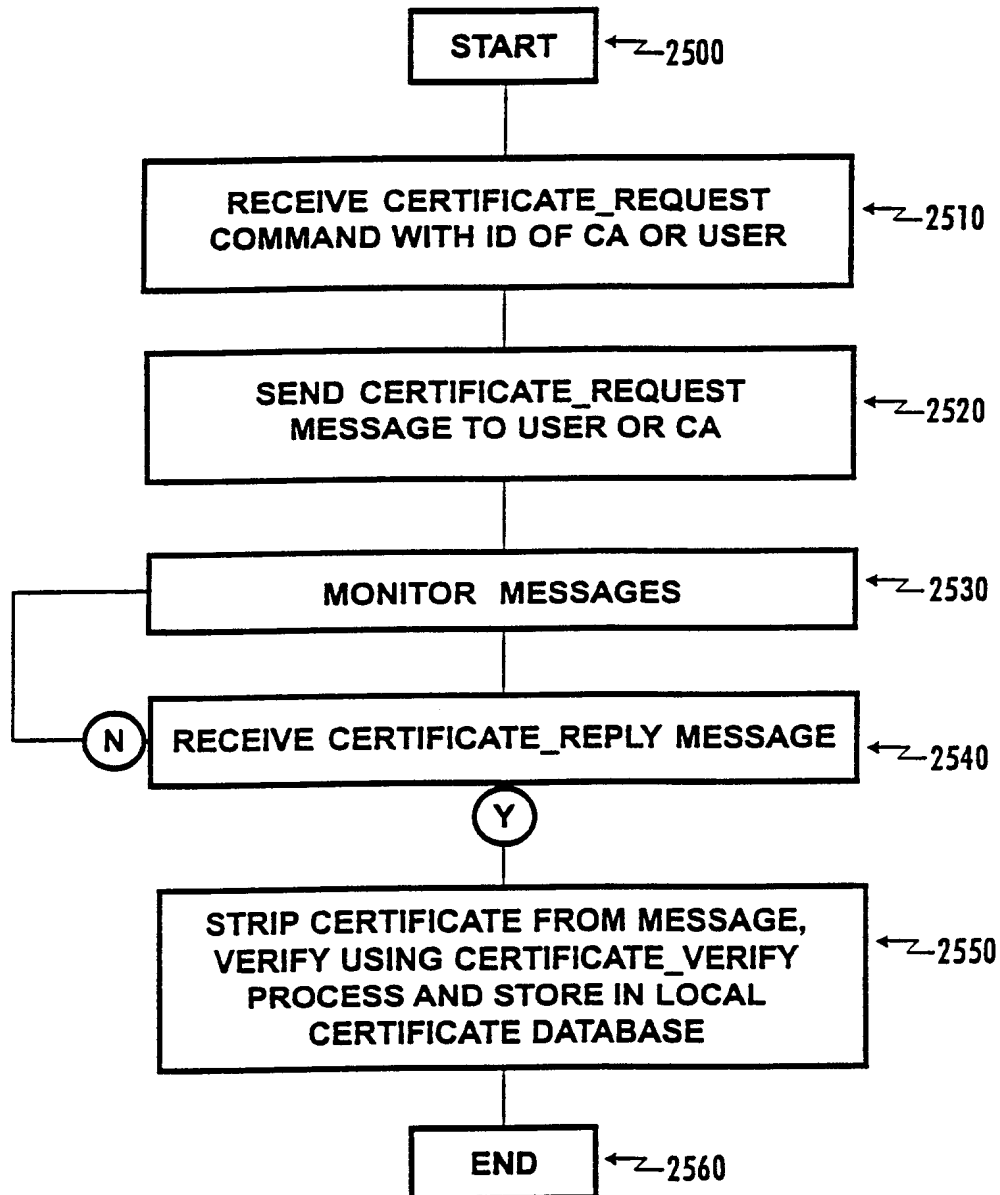 START
2500
RECEIVE CERTIFICATE_REQUEST
COMMAND WITH ID OF CA OR USER
2510
SEND CERTIFICATE_REQUEST
MESSAGE TO USER OR CA
2520
MONITOR MESSAGES
2530
N
RECEIVE CERTIFICATE_REPLY MESSAGE
2540
Y
STRIP CERTIFICATE FROM MESSAGE,
VERIFY USING CERTIFICATE_VERIFY
PROCESS AND STORE IN LOCAL
CERTIFICATE DATABASE
2550
END
2560